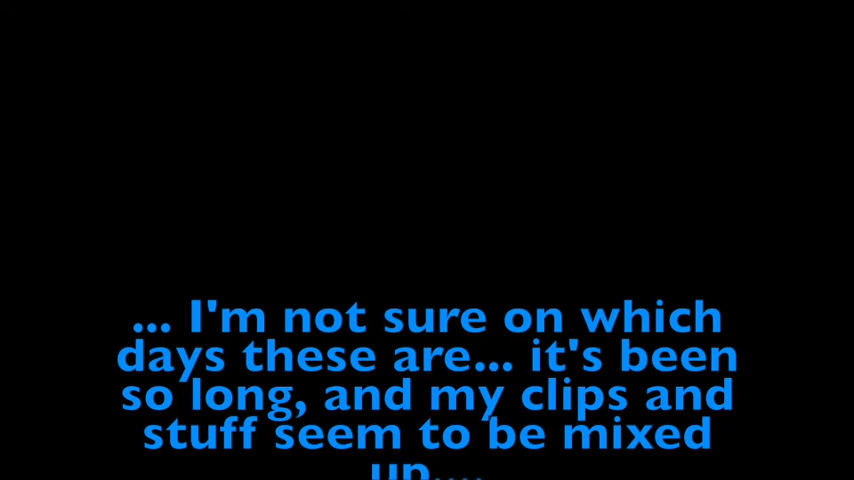 ... I'm not sure on which
days these are... it's been
so long, and my clips and
stuff seem to be mixed
up....